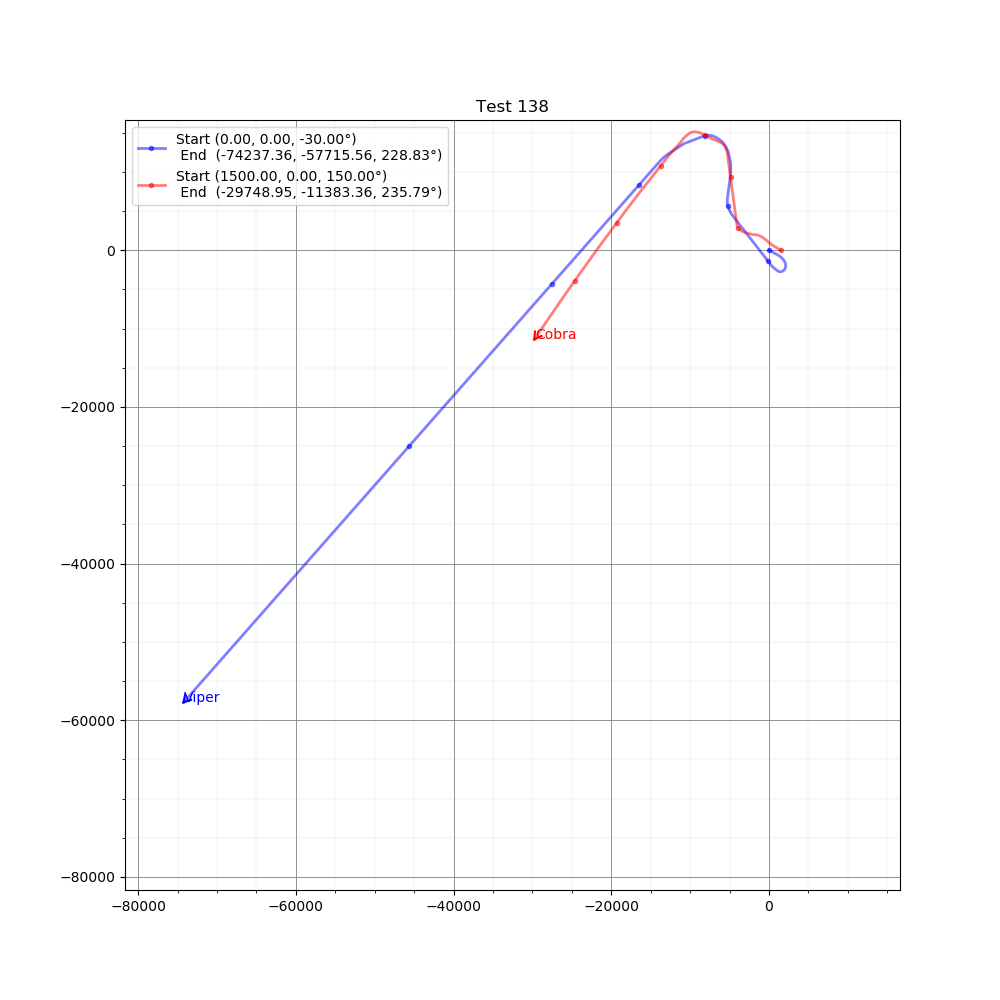 Test 138
Start (0.00, 0.00, -30.00°)
End (-74237.36, -57715.56, 228.83°)
Start (1500.00, 0.00, 150.00°)
End (-29748.95, -11383.36, 235.79°)
0
Cobra
−20000
−40000
Viper
−60000
−80000
−80000 −60000 −40000 −20000 0